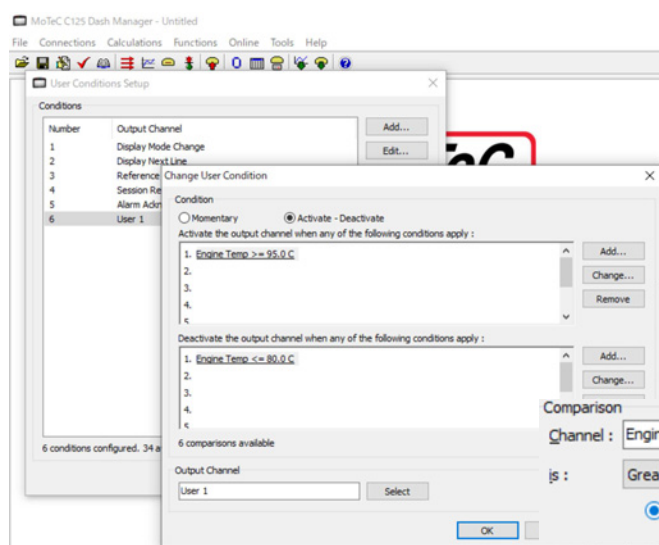 MoTeC C125 Dash Manager - Untitled
File Connections Calculations Functions Online Tools Help
User Conditions Setup
Conditions
Number Output Channel
1 Display Mode Change
2 Display Next Line
3 Reference
4 Session Re
5 Alarm Ackn
6 User 1
Add...
Edit...
6 conditions configured. 34 a
Change User Condition
Condition
Momentary Activate - Deactivate
Activate the output channel when any of the following conditions apply :
1. Engine Temp >= 95.0 C
2.
3.
4.
5
Add...
Change...
Remove
Deactivate the output channel when any of the following conditions apply :
1. Engine Temp <= 80.0 C
2.
3.
4.
5
Add...
Change...
6 comparisons available
Output Channel
User 1 Select
OK
Comparison
Channel : Engin
is : Grea